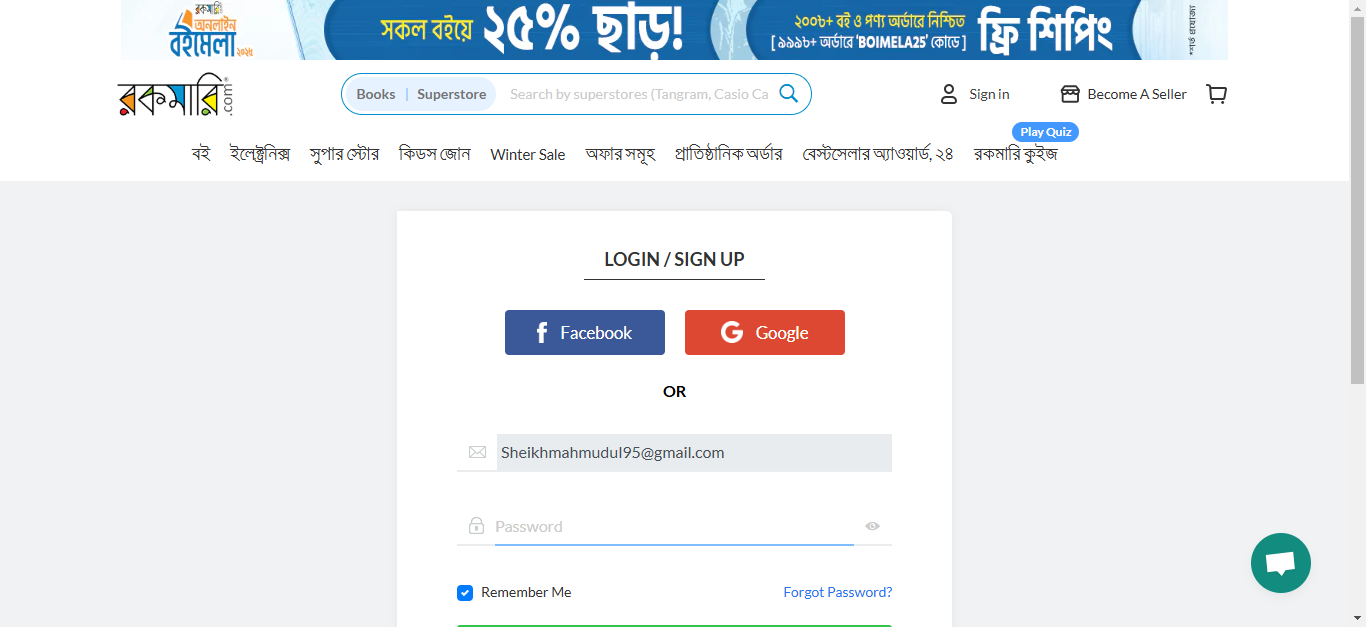 রকমারি
অনলাইন
বইমেলা ২০২৫
সকল বইয়ে ২৫% ছাড়!
২০০৮+ বই ও পণ্য অর্ডারে নিশ্চিত
[ ১৯৯৮+ অর্ডারে 'BOIMELA25' কোডে ]
ফ্রি শিপিং
*শর্ত প্রযোজ্য
রকমারি.com
Books | Superstore
Search by superstores (Tangram, Casio Ca
Sign in
Become A Seller
Play Quiz
বই ইলেক্ট্রনিক্স সুপার স্টোর কিডস জোন Winter Sale অফার সমূহ প্রাতিষ্ঠানিক অর্ডার বেস্টসেলার অ্যাওয়ার্ড, ২৪ রকমারি কুইজ
LOGIN / SIGN UP
Facebook
Google
OR
Sheikhmahmudul95@gmail.com
Password
Remember Me
Forgot Password?